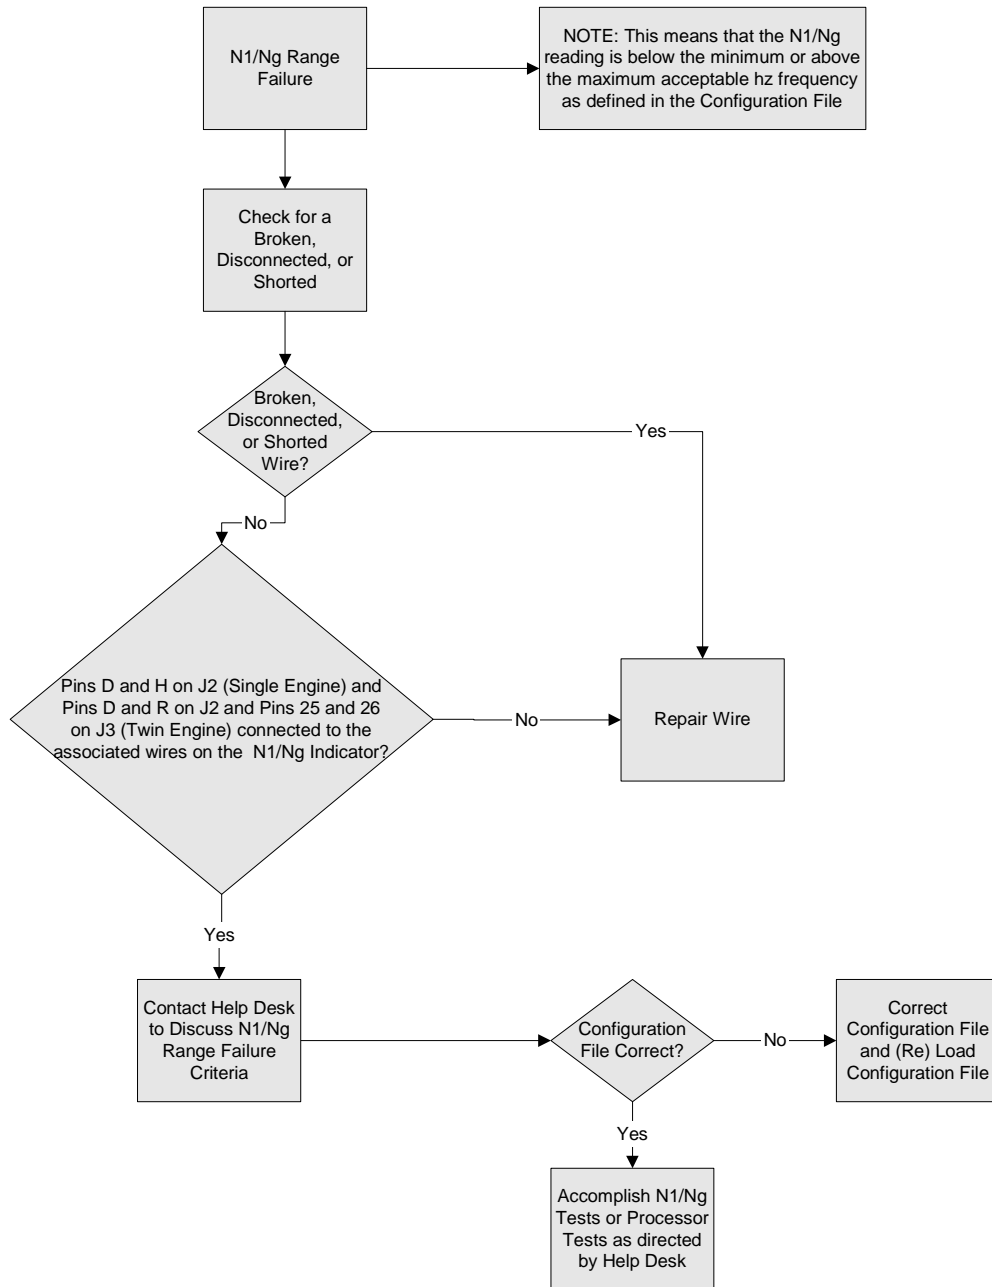 N1/Ng Range
Failure
NOTE: This means that the N1/Ng
reading is below the minimum or above
the maximum acceptable hz frequency
as defined in the Configuration File
Check for a
Broken,
Disconnected, or
Shorted
Broken,
Disconnected,
or Shorted
Wire?
Yes
No
Pins D and H on J2 (Single Engine) and
Pins D and R on J2 and Pins 25 and 26
on J3 (Twin Engine) connected to the
associated wires on the N1/Ng Indicator?
No
Repair Wire
Yes
Contact Help Desk
to Discuss N1/Ng
Range Failure
Criteria
Configuration
File Correct?
No
Correct
Configuration File
and (Re) Load
Configuration File
Yes
Accomplish N1/Ng
Tests or Processor
Tests as directed
by Help Desk